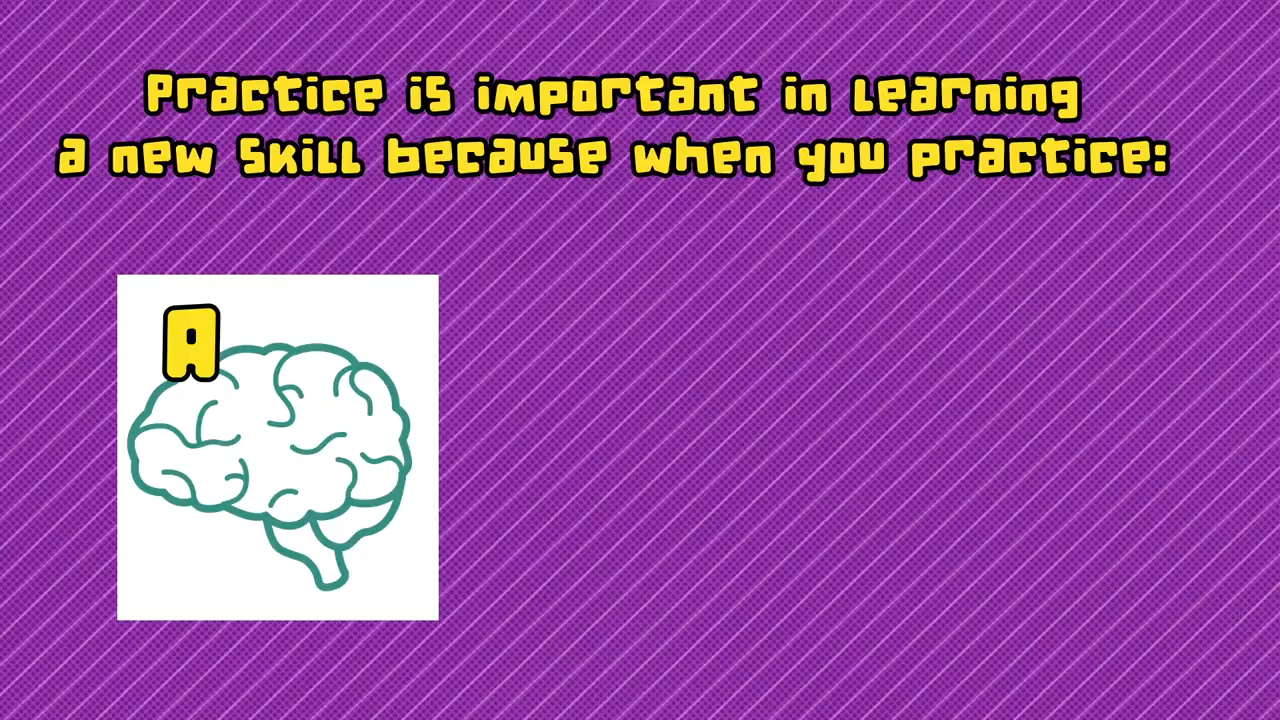 Practice is important in learning
a new skill because when you practice:
A